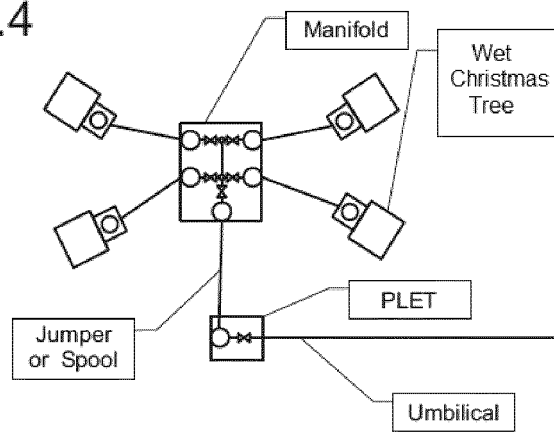 .4
Manifold
Wet
Christmas
Tree
PLET
Jumper
or Spool
Umbilical